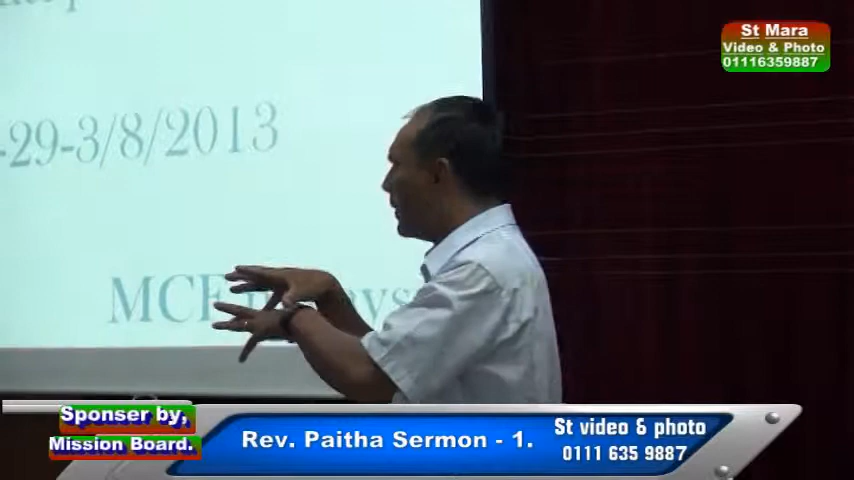 St Mara
Video & Photo
01116359887
-29-3/8/2013
Sponser by,
Mission Board.
Rev. Paitha Sermon - 1.
St video & photo
0111 635 9887